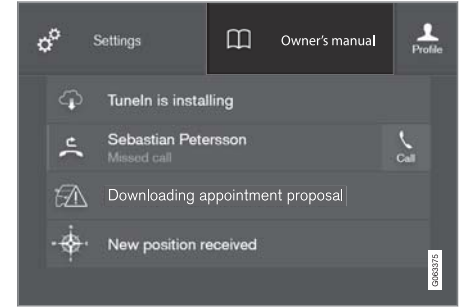 Settings
Owner's manual
Profile
TuneIn is installing
Sebastian Petersson
Missed call
Call
Downloading appointment proposal
New position received
G063375